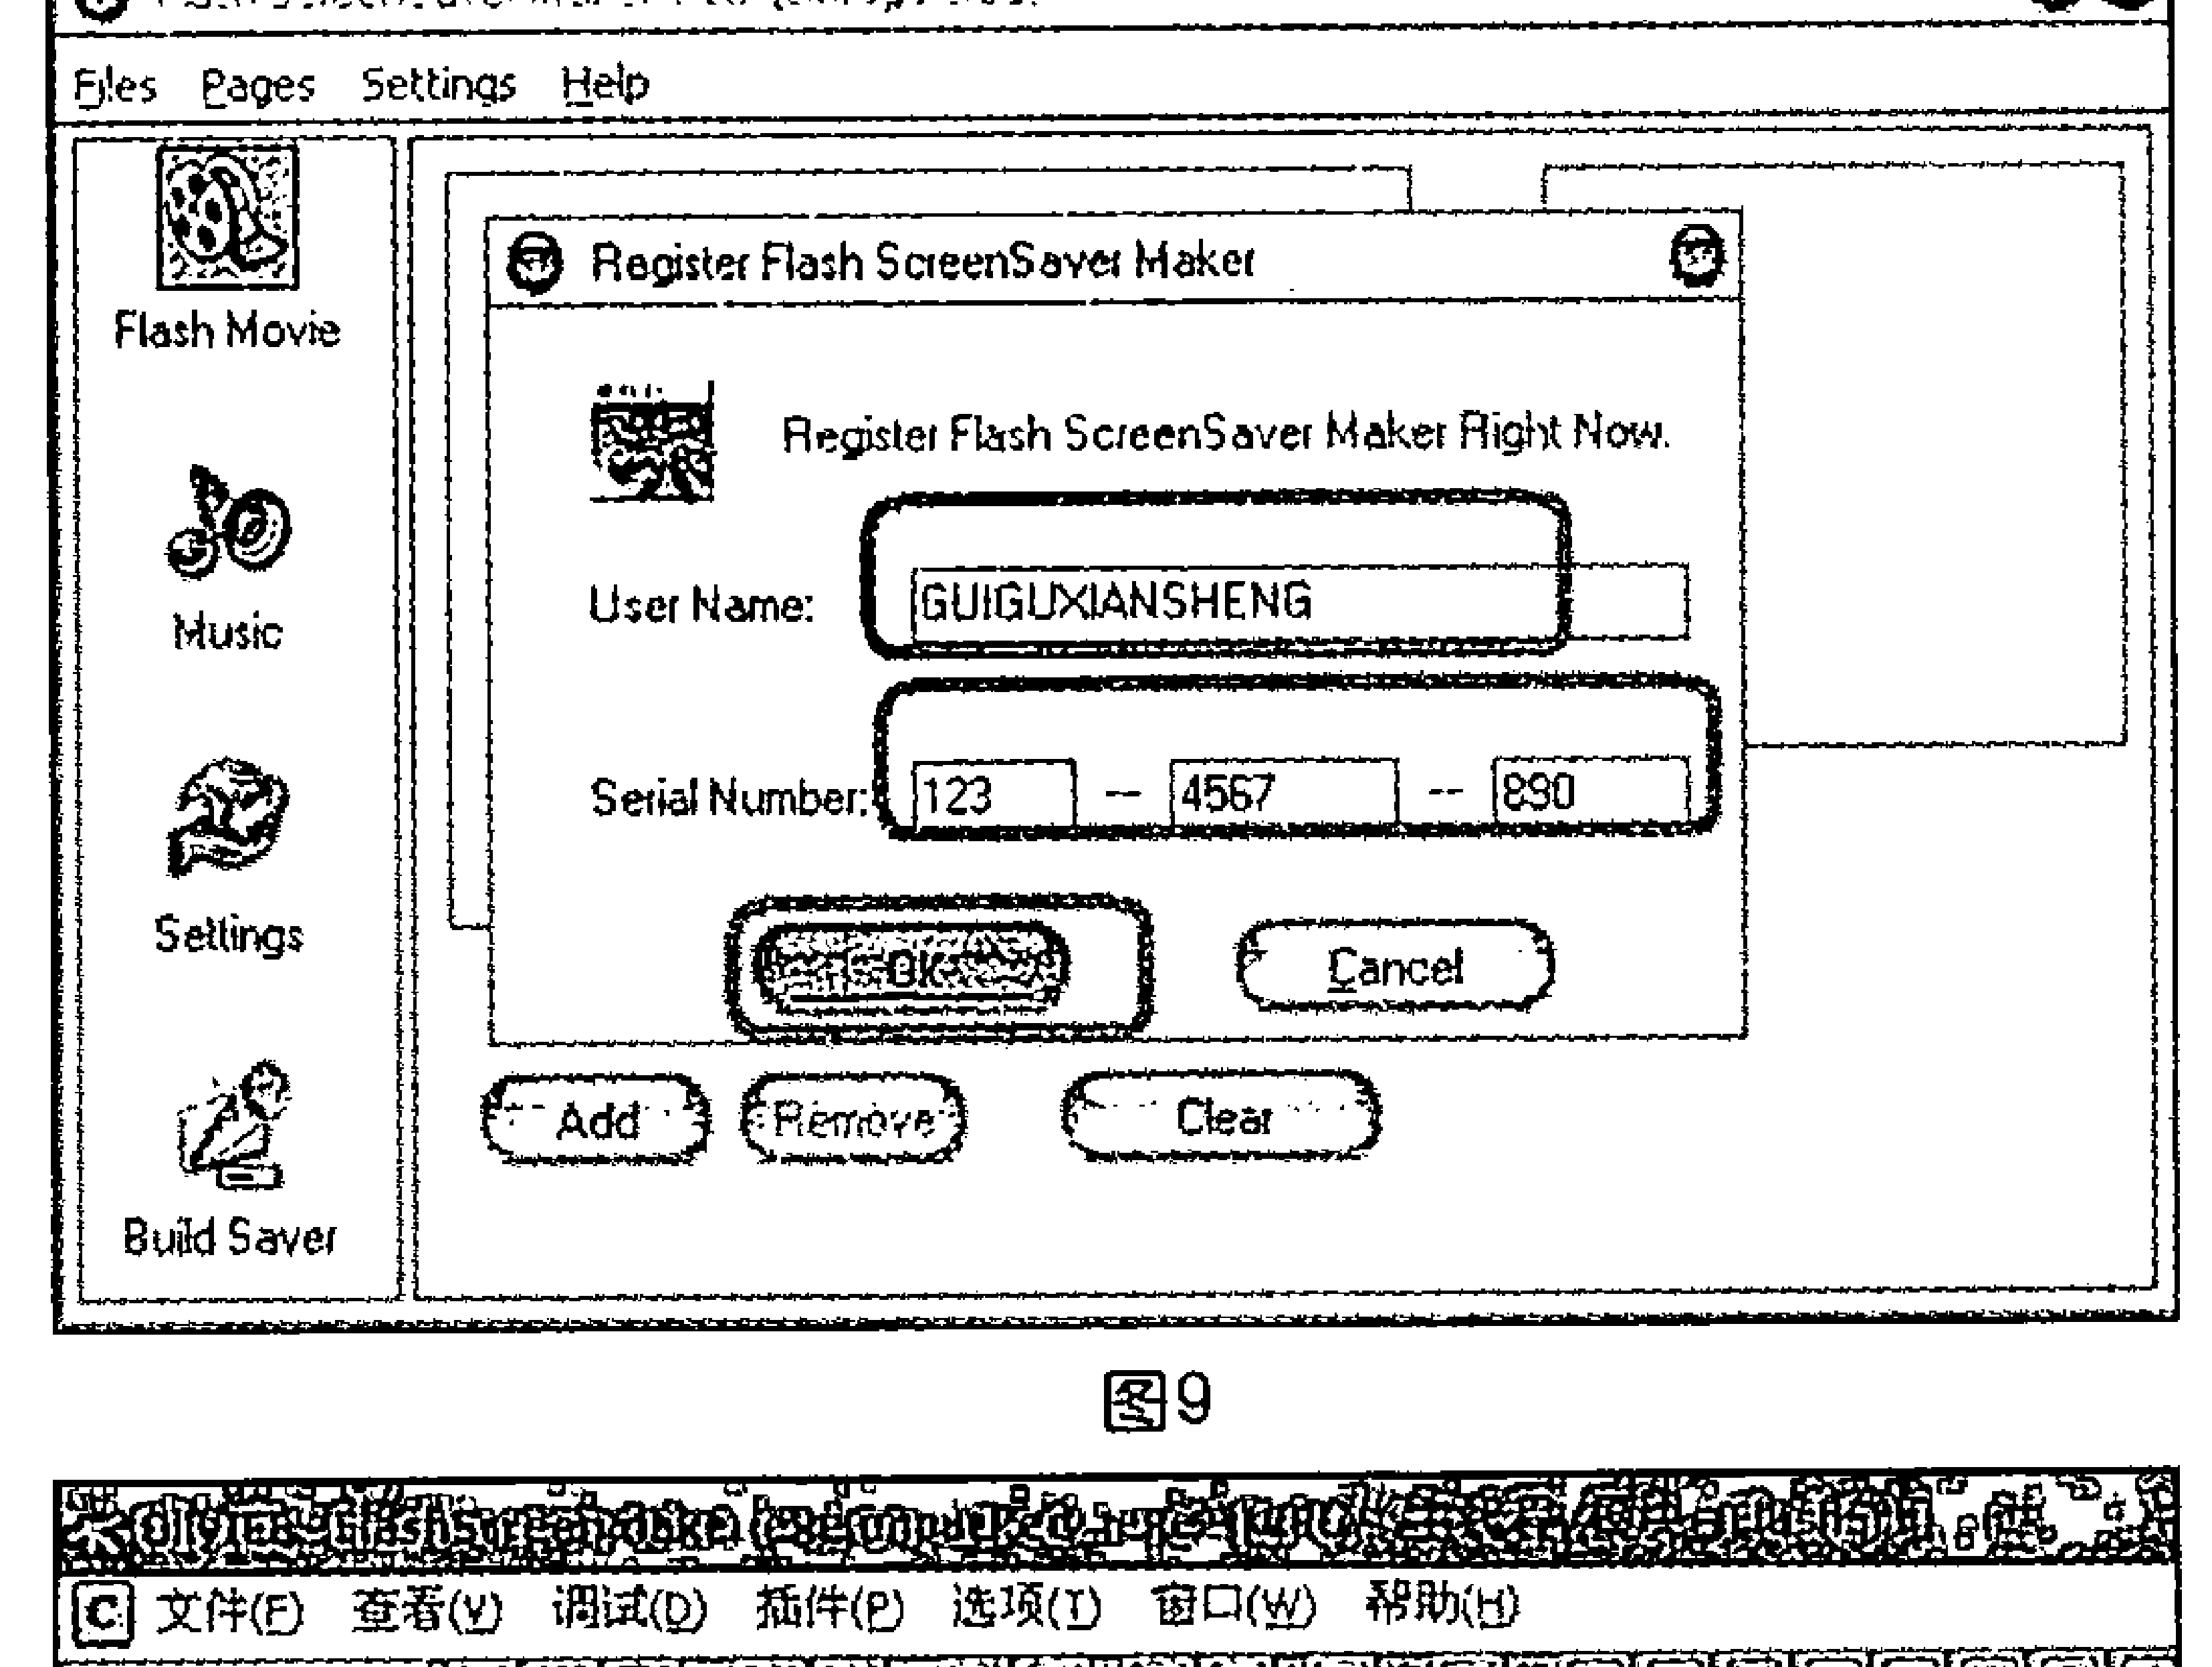 Files Pages Settings Help
Register Flash ScreenSaver Maker
Flash Movie
Register Flash ScreenSaver Maker Right Now.
User Name: GUIGUXIANSHENG
Music
Serial Number: 123 -- 4567 -- 890
Settings
OK Cancel
Add Remove Clear
Build Saver
图9
C 文件(F) 查看(V) 调试(D) 插件(P) 选项(T) 窗口(W) 帮助(H)